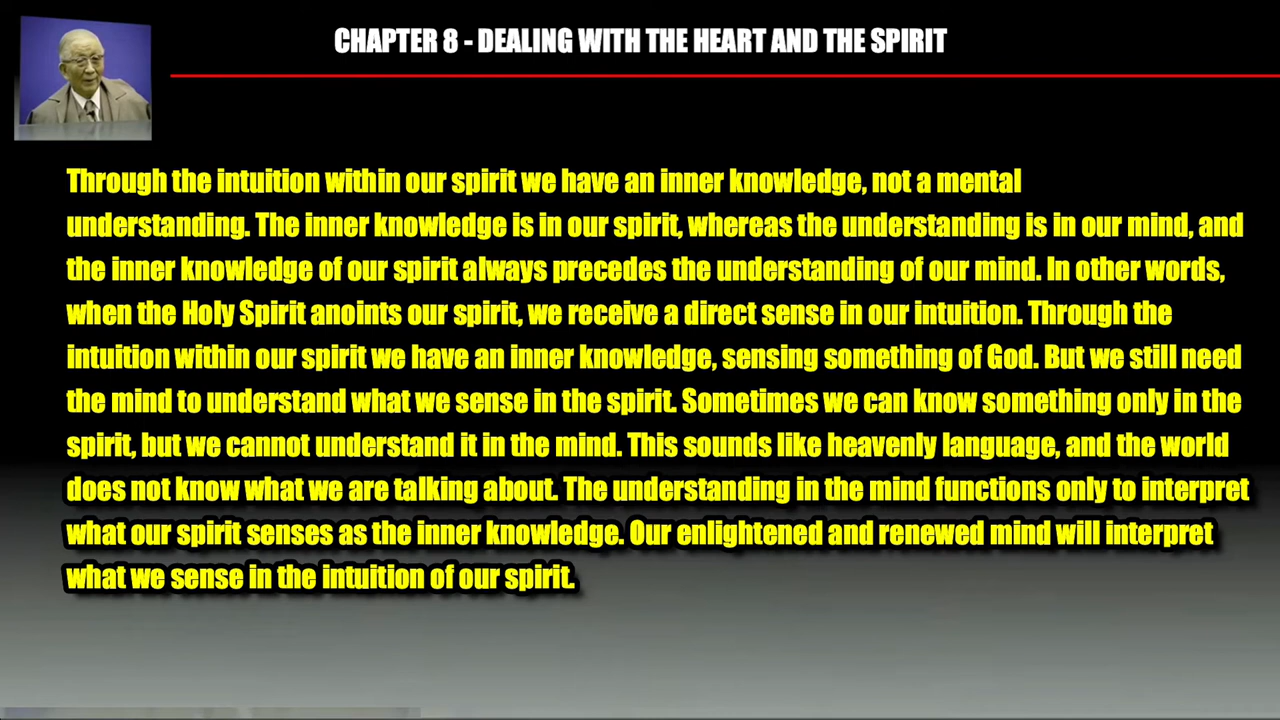 CHAPTER 8 - DEALING WITH THE HEART AND THE SPIRIT
Through the intuition within our spirit we have an inner knowledge, not a mental
understanding. The inner knowledge is in our spirit, whereas the understanding is in our mind, and
the inner knowledge of our spirit always precedes the understanding of our mind. In other words,
when the Holy Spirit anoints our spirit, we receive a direct sense in our intuition. Through the
intuition within our spirit we have an inner knowledge, sensing something of God. But we still need
the mind to understand what we sense in the spirit. Sometimes we can know something only in the
spirit, but we cannot understand it in the mind. This sounds like heavenly language, and the world
does not know what we are talking about. The understanding in the mind functions only to interpret
what our spirit senses as the inner knowledge. Our enlightened and renewed mind will interpret
what we sense in the intuition of our spirit.